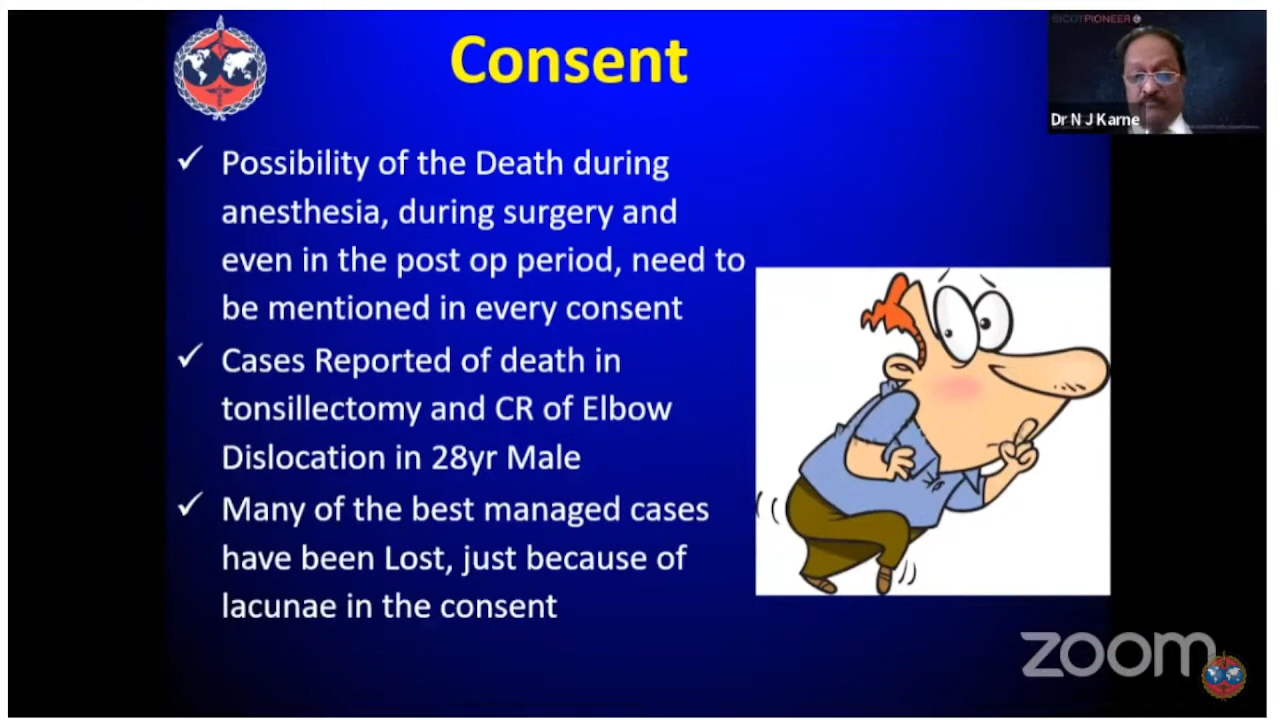 Consent
SICOTPIONEER
Dr N J Karne
✓ Possibility of the Death during
anesthesia, during surgery and
even in the post op period, need to
be mentioned in every consent
✓ Cases Reported of death in
tonsillectomy and CR of Elbow
Dislocation in 28yr Male
✓ Many of the best managed cases
have been Lost, just because of
lacunae in the consent
zoom